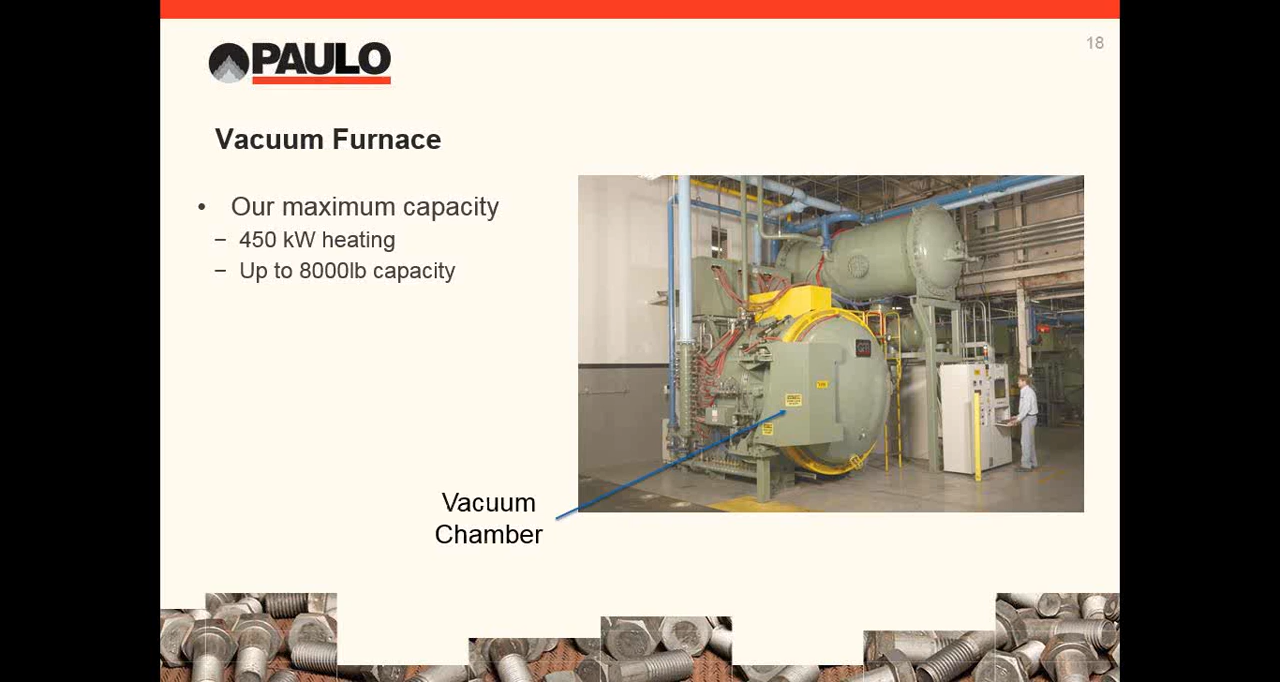 18
PAULO
Vacuum Furnace
• Our maximum capacity
– 450 kW heating
– Up to 8000lb capacity
Vacuum
Chamber